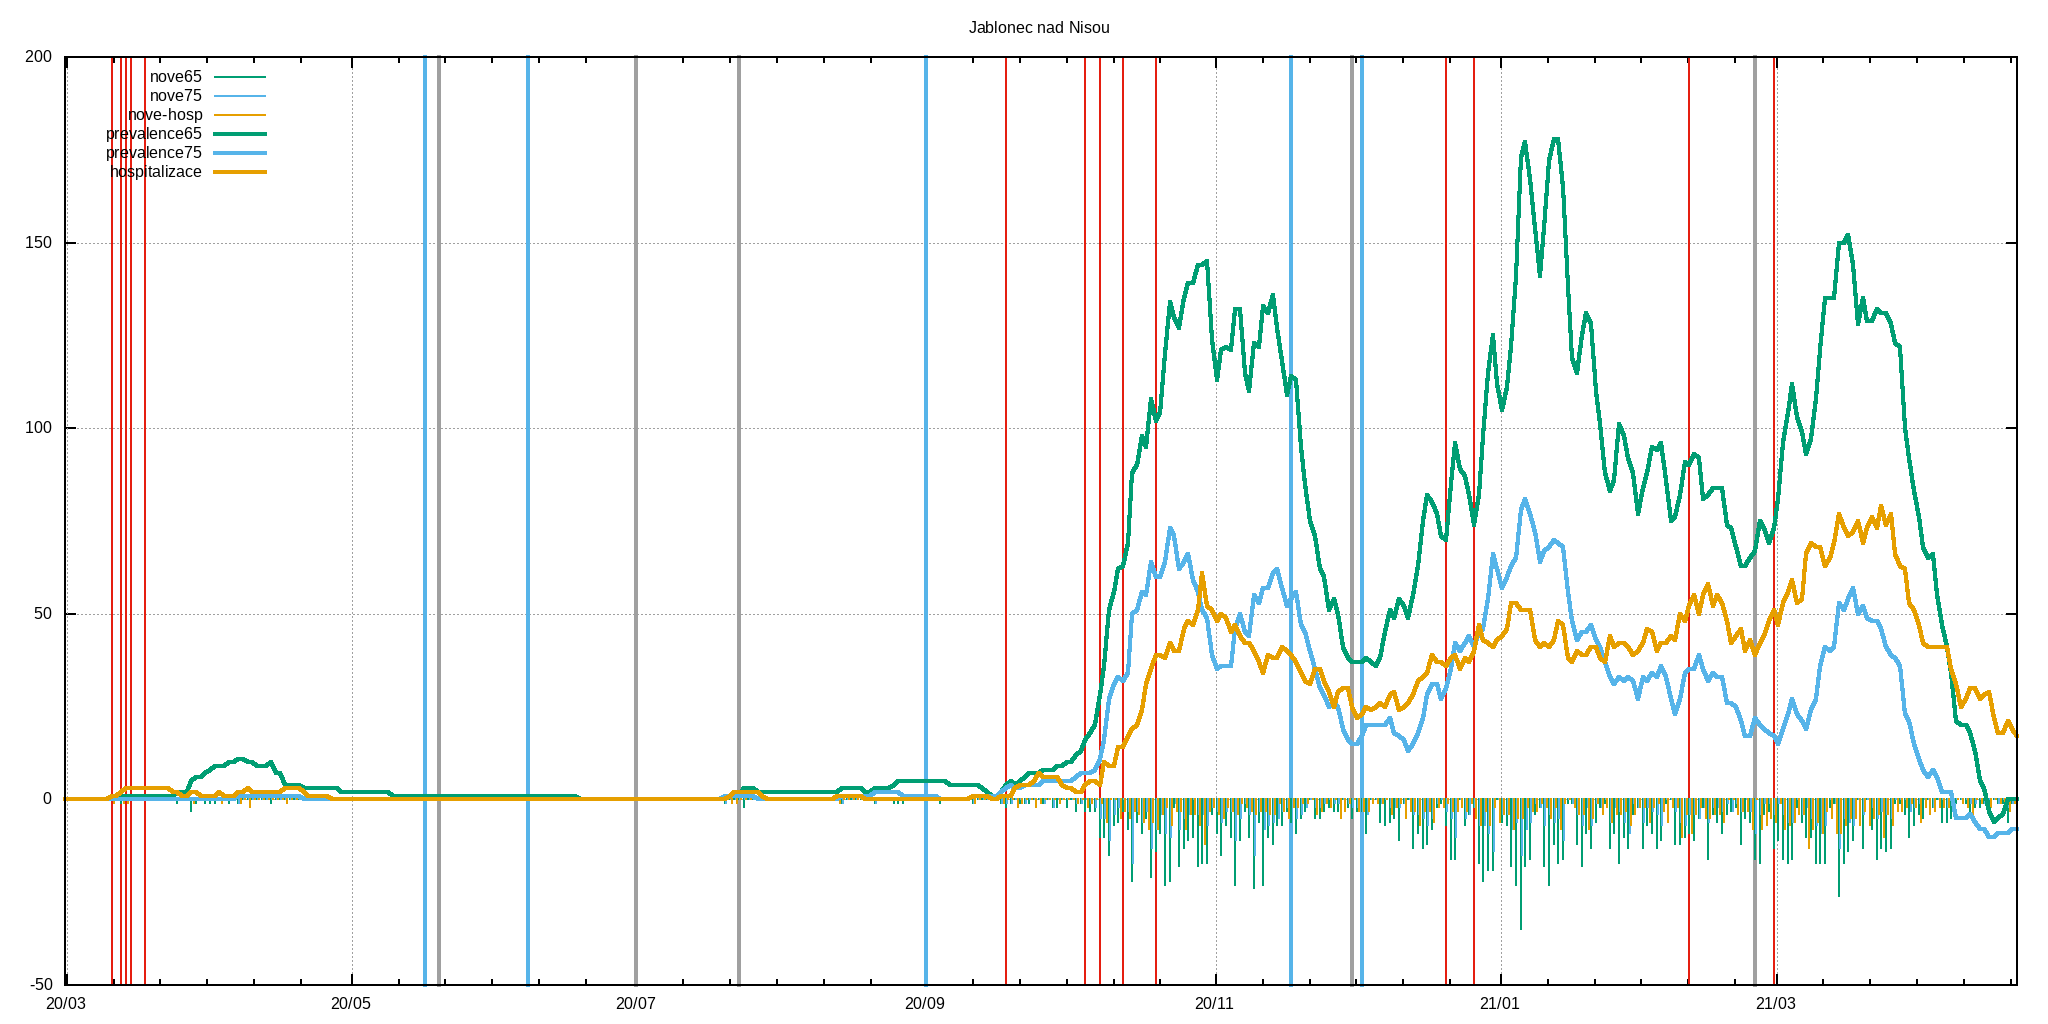 Jablonec nad Nisou
200
150
100
50
0
-50
nove65
nove75
nove-hosp
prevalence65
prevalence75
hospitalizace
20/03
20/05
20/07
20/09
20/11
21/01
21/03